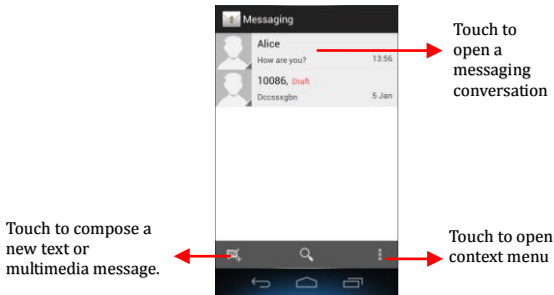 Messaging
Alice
How are you?
13:56
10086, Draft
Dccssxgbn
5 Jan
Touch to
open a
messaging
conversation
Touch to compose a
new text or
multimedia message.
Touch to open
context menu